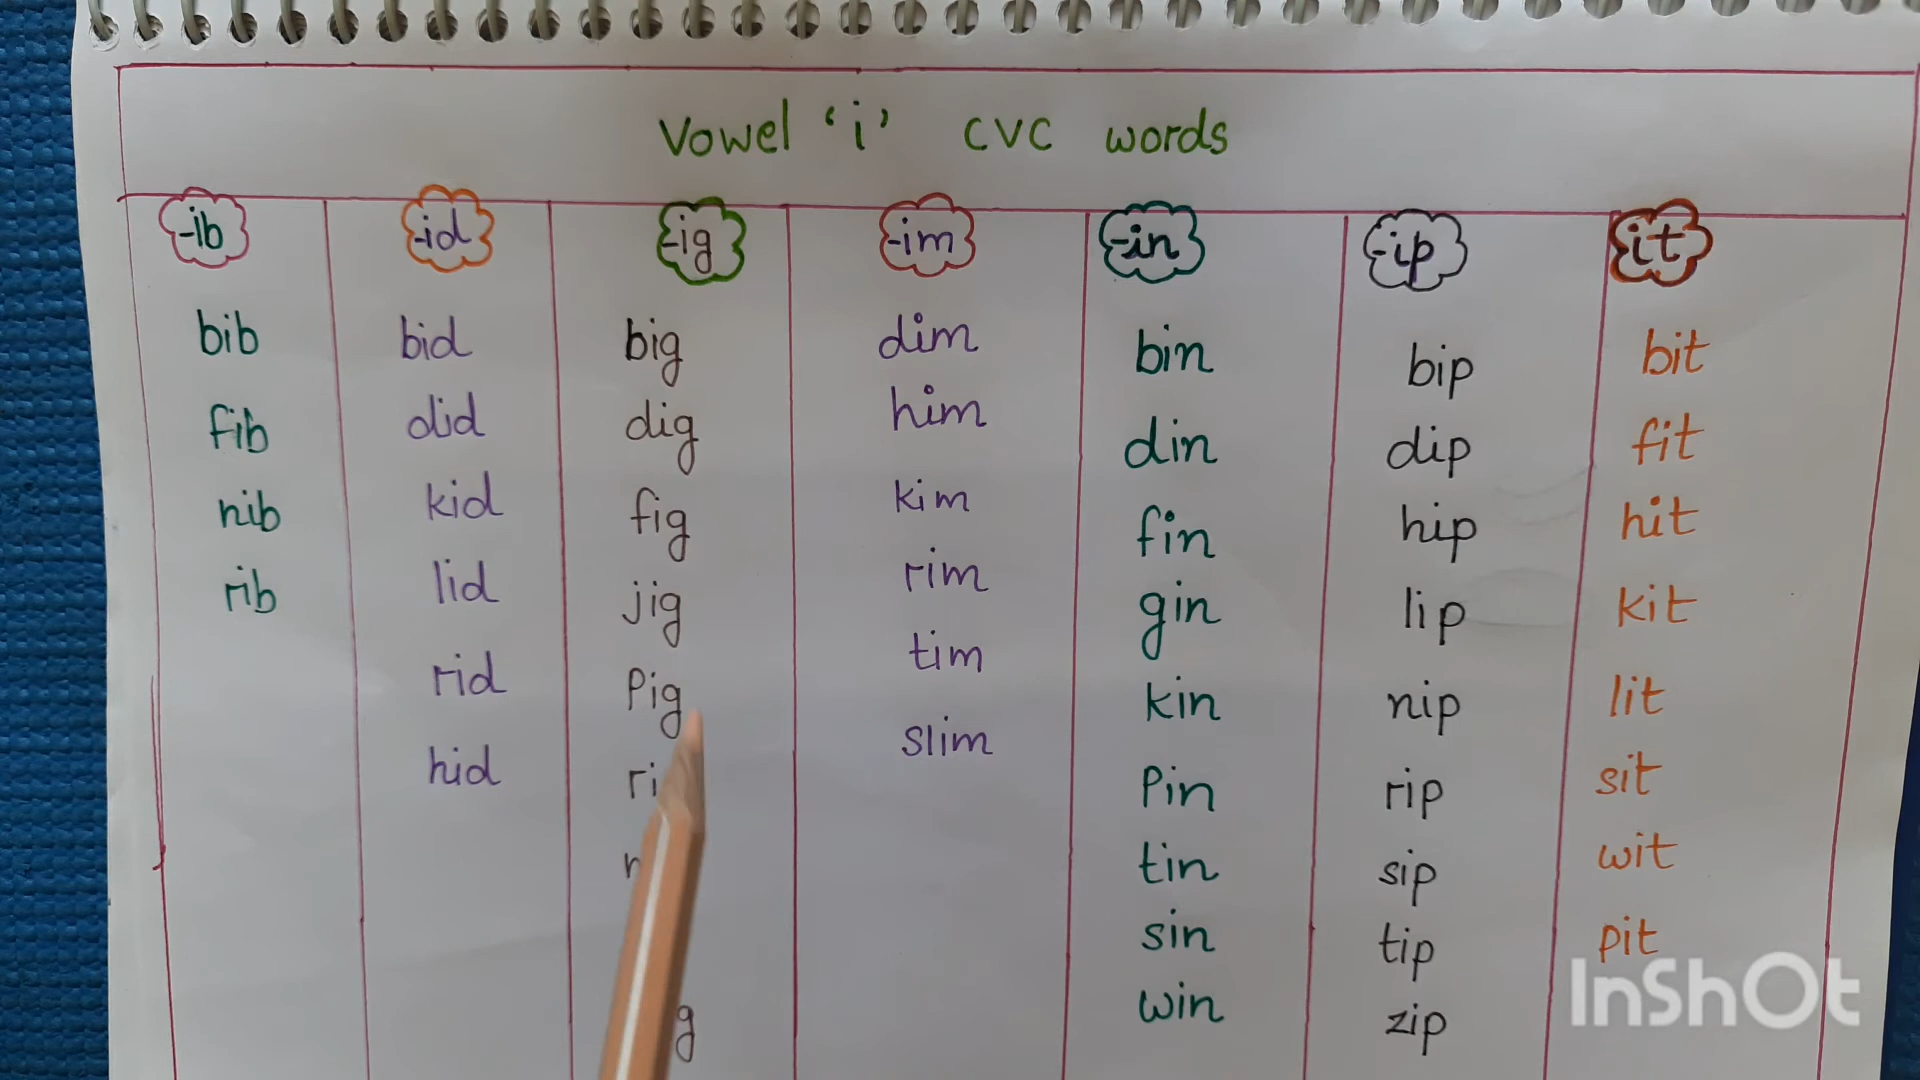 Vowel 'i' CVC words
-ib -id -ig -im -in -ip it
bib bid big dim bin bip bit
fib did dig him din dip fit
nib kid fig kim fin hip hit
rib lid jig rim gin lip kit
rid Pig tim kin nip lit
hid slim Pin rip sit
tin sip wit
sin tip pit
win zip
InShOt